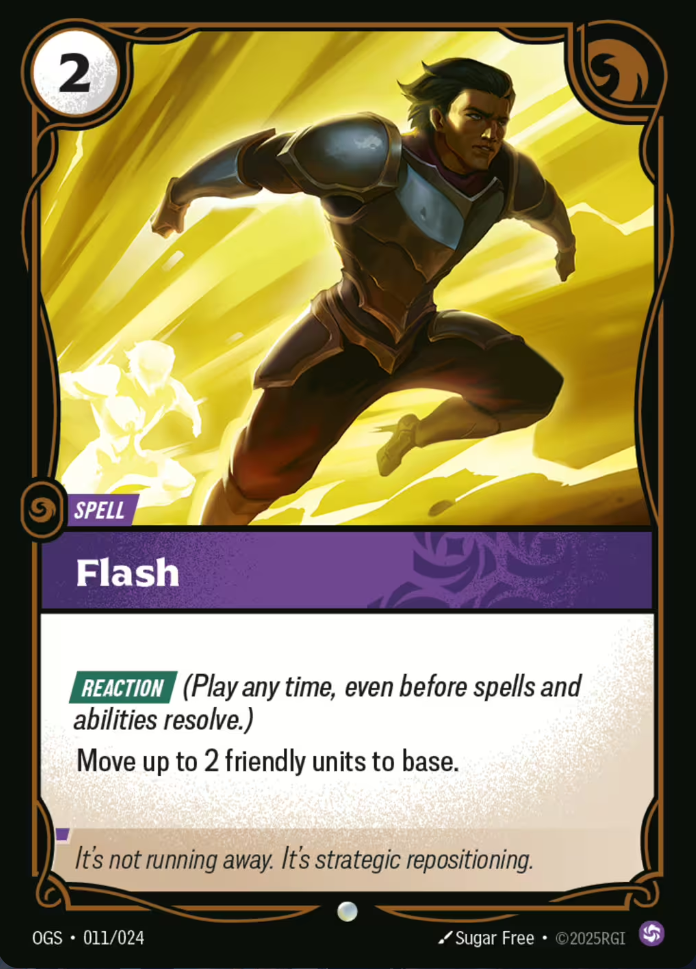 2
SPELL
Flash
REACTION (Play any time, even before spells and
abilities resolve.)
Move up to 2 friendly units to base.
It's not running away. It's strategic repositioning.
OGS • 011/024
Sugar Free • ©2025RGI